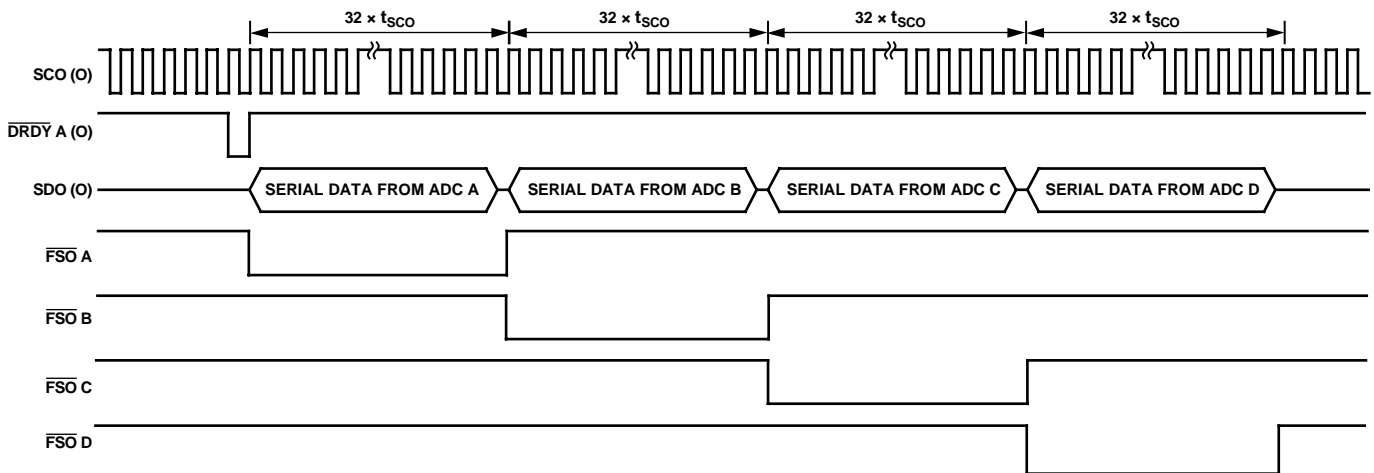 32 × tSCO 32 × tSCO 32 × tSCO 32 × tSCO
SCO (O)
DRDY A (O)
SDO (O) SERIAL DATA FROM ADC A SERIAL DATA FROM ADC B SERIAL DATA FROM ADC C SERIAL DATA FROM ADC D
FSO A
FSO B
FSO C
FSO D